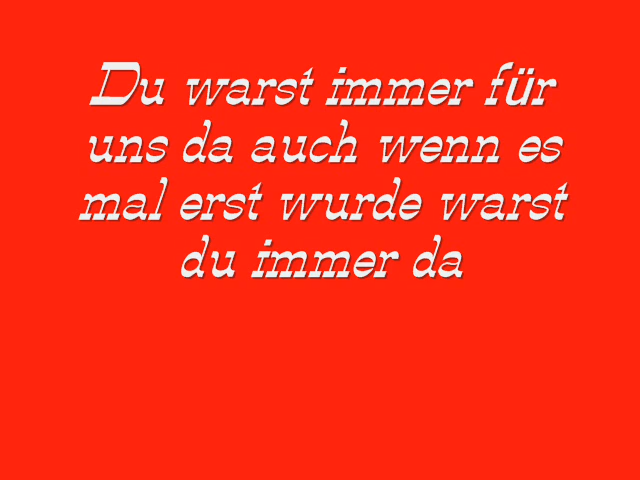 Du warst immer für
uns da auch wenn es
mal erst wurde warst
du immer da